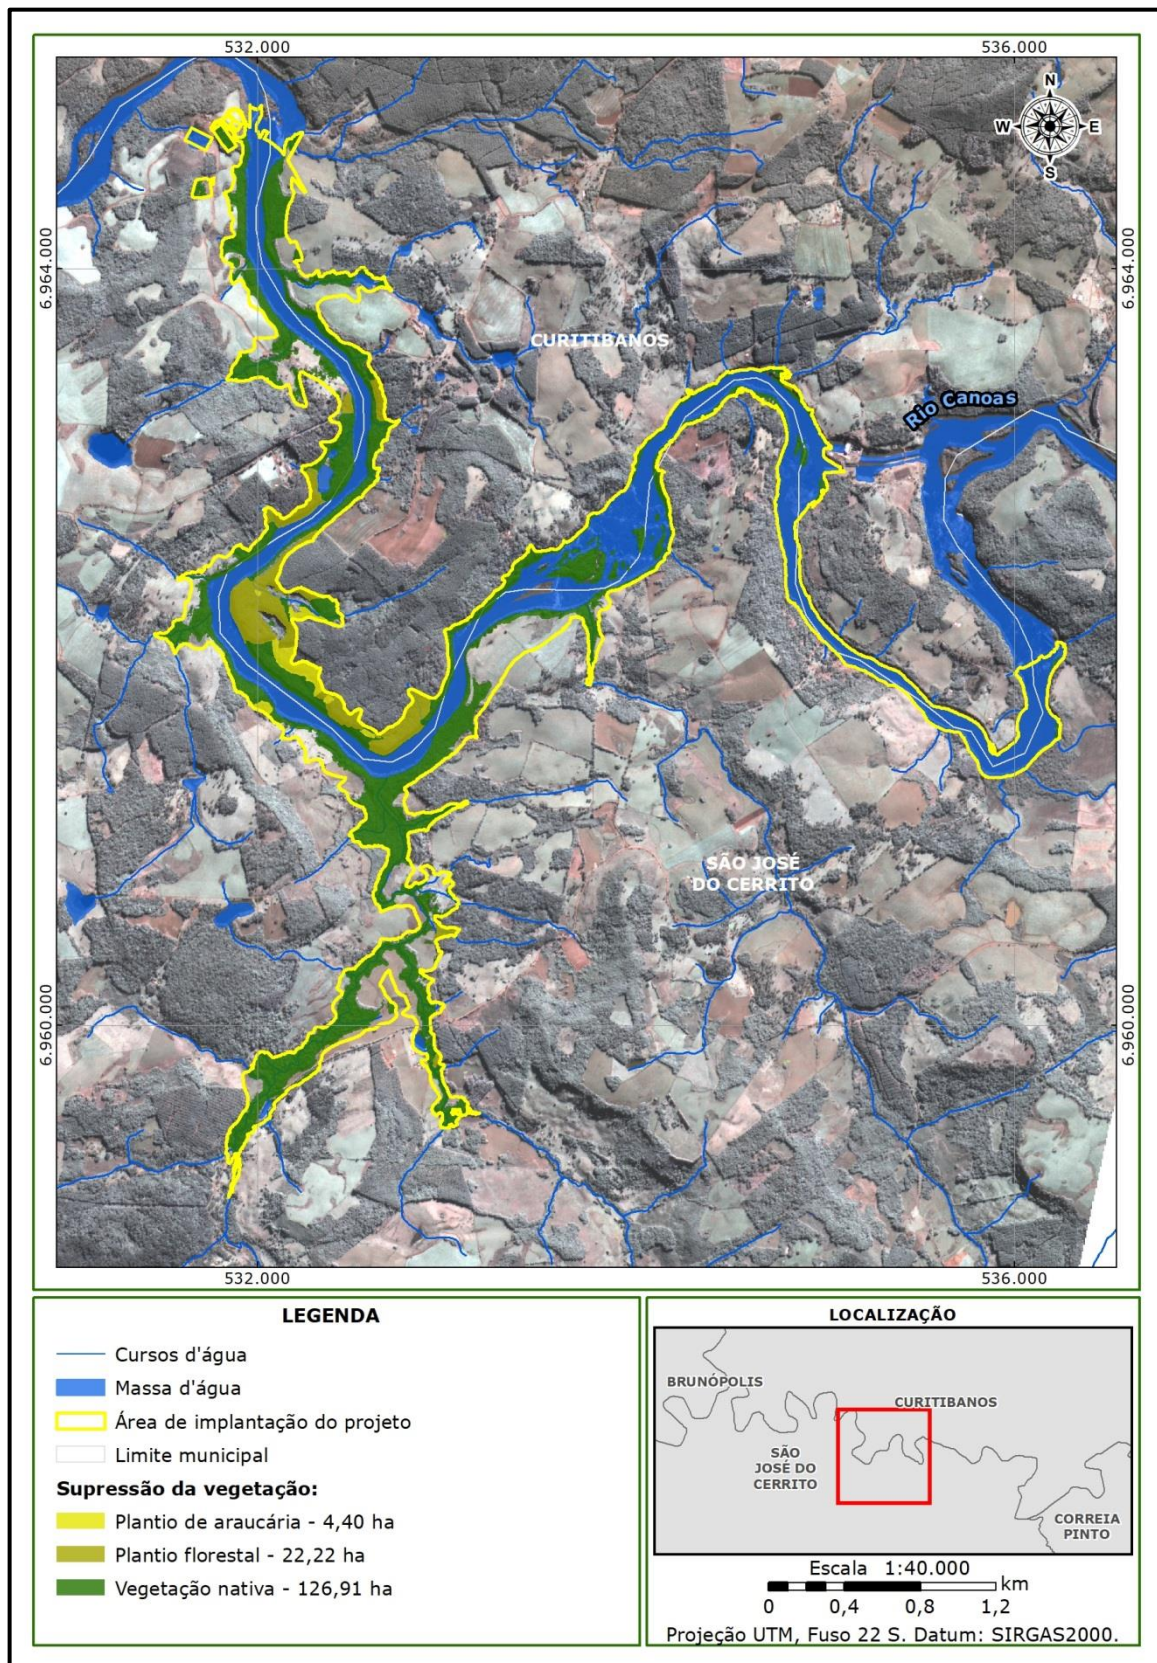 532.000
536.000
N
W
E
S
6.964.000
6.964.000
CURITIBANOS
Rio Canoas
SÃO JOSÉ
DO CERRITO
6.960.000
6.960.000
532.000
536.000
LEGENDA
Cursos d'água
Massa d'água
Área de implantação do projeto
Limite municipal
Supressão da vegetação:
Plantio de araucária - 4,40 ha
Plantio florestal - 22,22 ha
Vegetação nativa - 126,91 ha
LOCALIZAÇÃO
BRUNÓPOLIS
CURITIBANOS
SÃO
JOSÉ DO
CERRITO
CORREIA
PINTO
Escala 1:40.000
km
0 0,4 0,8 1,2
Projeção UTM, Fuso 22 S. Datum: SIRGAS2000.